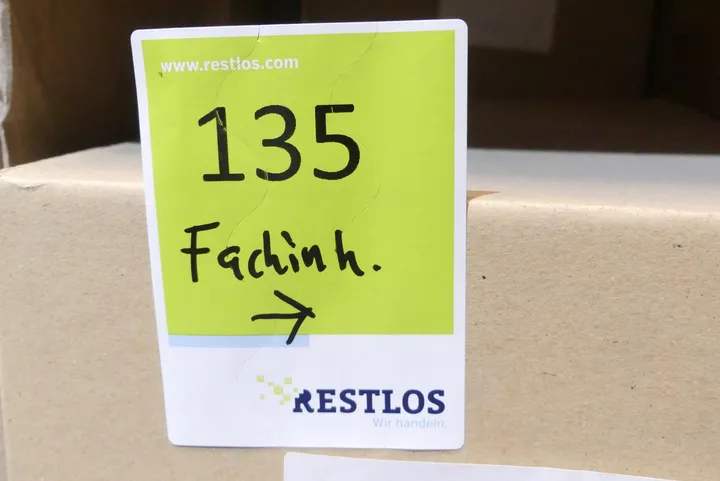 www.restlos.com
135
Fachinh.
→
RESTLOS
Wir handeln.